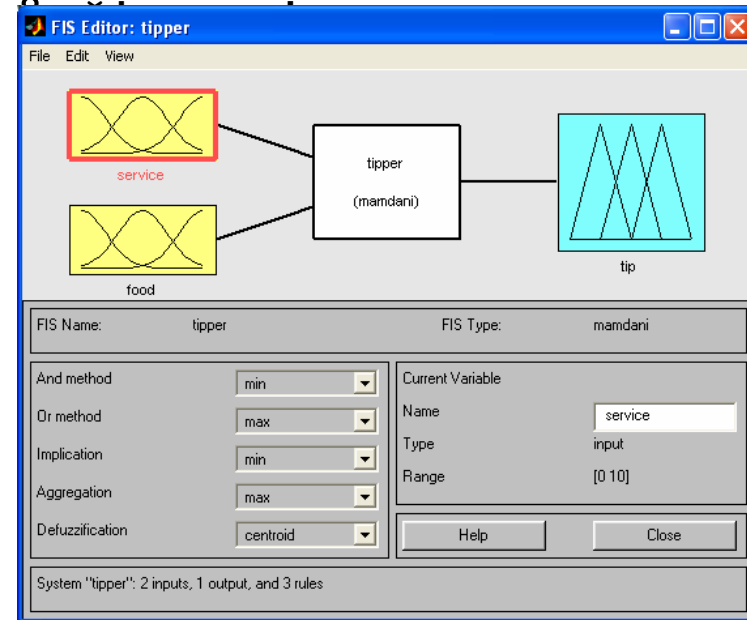 FIS Editor: tipper
File Edit View
service
food
tipper
(mamdani)
tip
FIS Name: tipper FIS Type: mamdani
And method min
Or method max
Implication min
Aggregation max
Defuzzification centroid
Current Variable
Name service
Type input
Range [0 10]
Help Close
System "tipper": 2 inputs, 1 output, and 3 rules